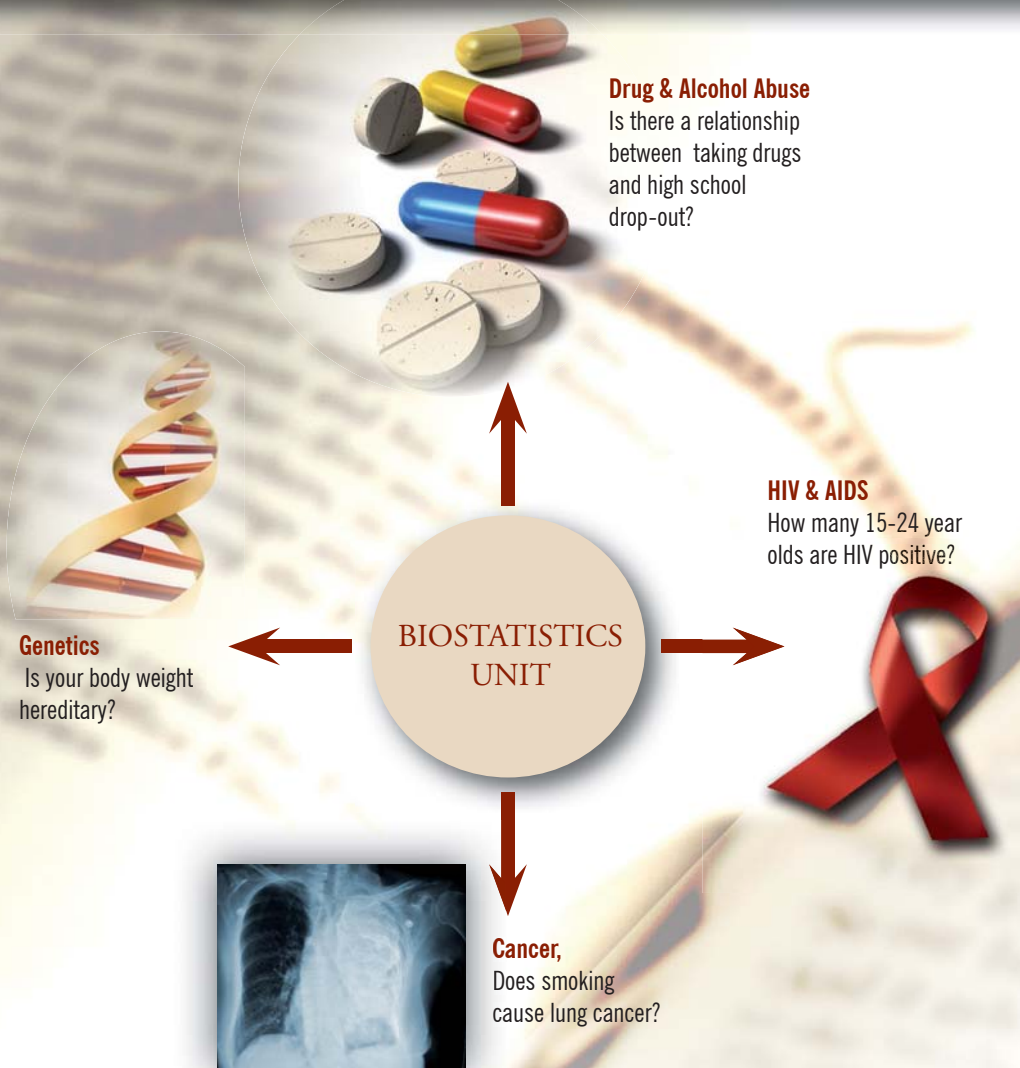 Drug & Alcohol Abuse
Is there a relationship
between taking drugs
and high school
drop-out?
HIV & AIDS
How many 15-24 year
olds are HIV positive?
BIOSTATISTICS
UNIT
Genetics
Is your body weight
hereditary?
Cancer,
Does smoking
cause lung cancer?